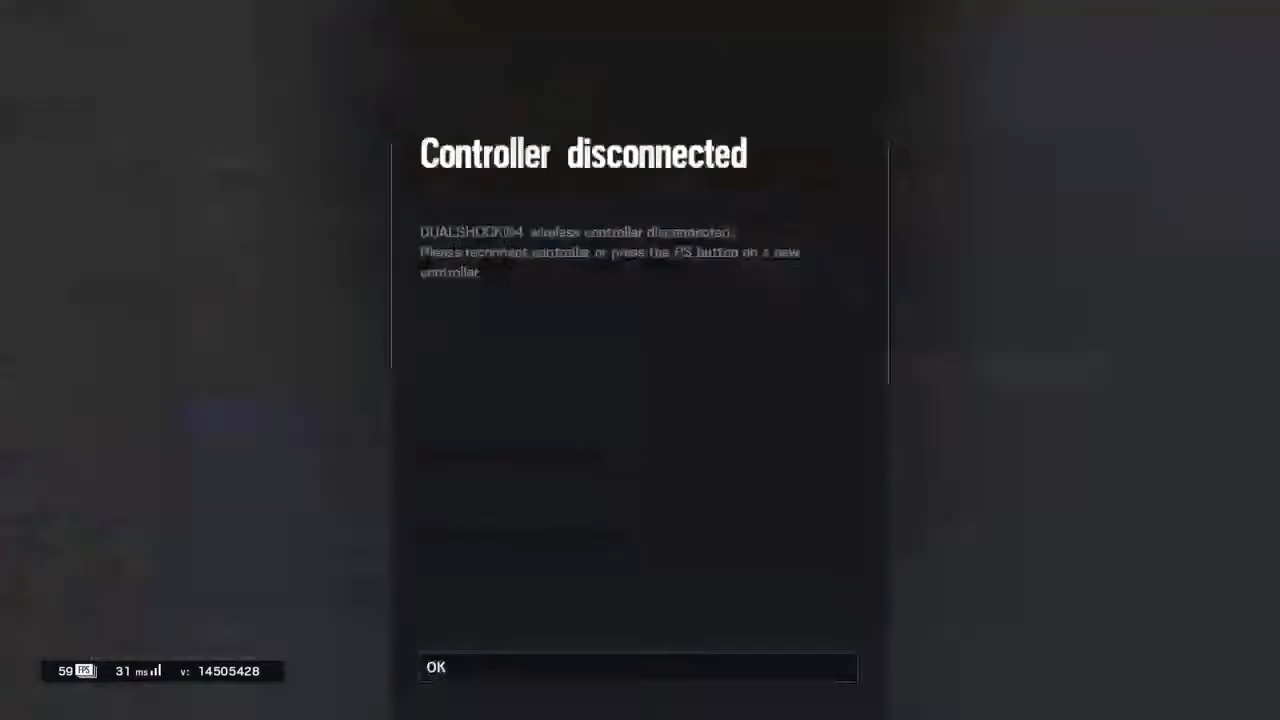 Controller disconnected
DUALSHOCK®4 wireless controller disconnected.
Please reconnect controller or press the PS button on a new
controller.
59 FPS 31 ms v: 14505428
OK